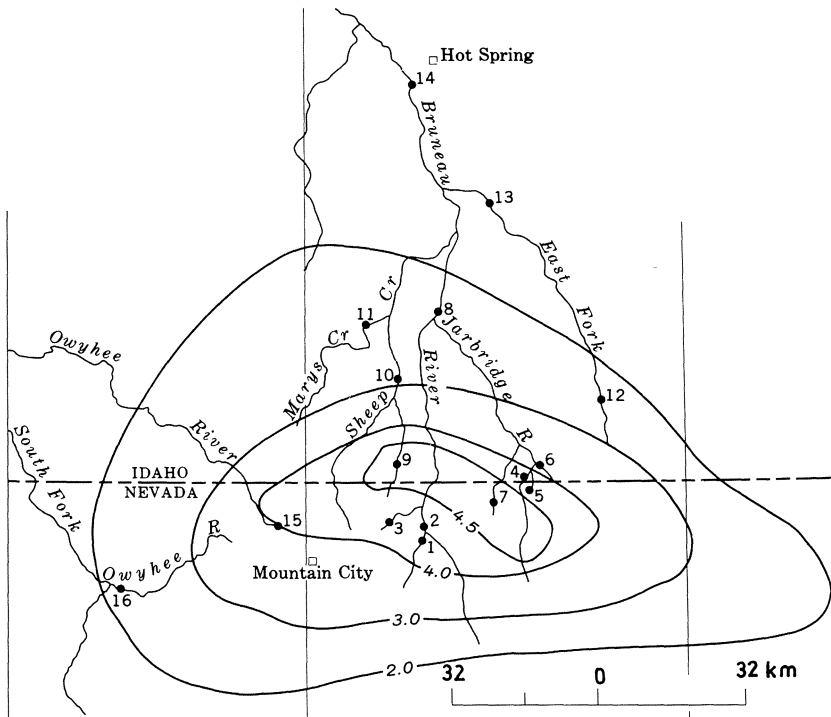 Hot Spring
14
Bruneau
13
East
Fork
Cr
8
11
Jarbridge
Owyhee
Cr
Marys
River
10
Sheep
12
River
R
South
Fork
IDAHO
NEVADA
9
6
4
5
7
4.5
R
15
3
2
1
Mountain City
4.0
Owyhee
16
3.0
2.0
32
0
32 km